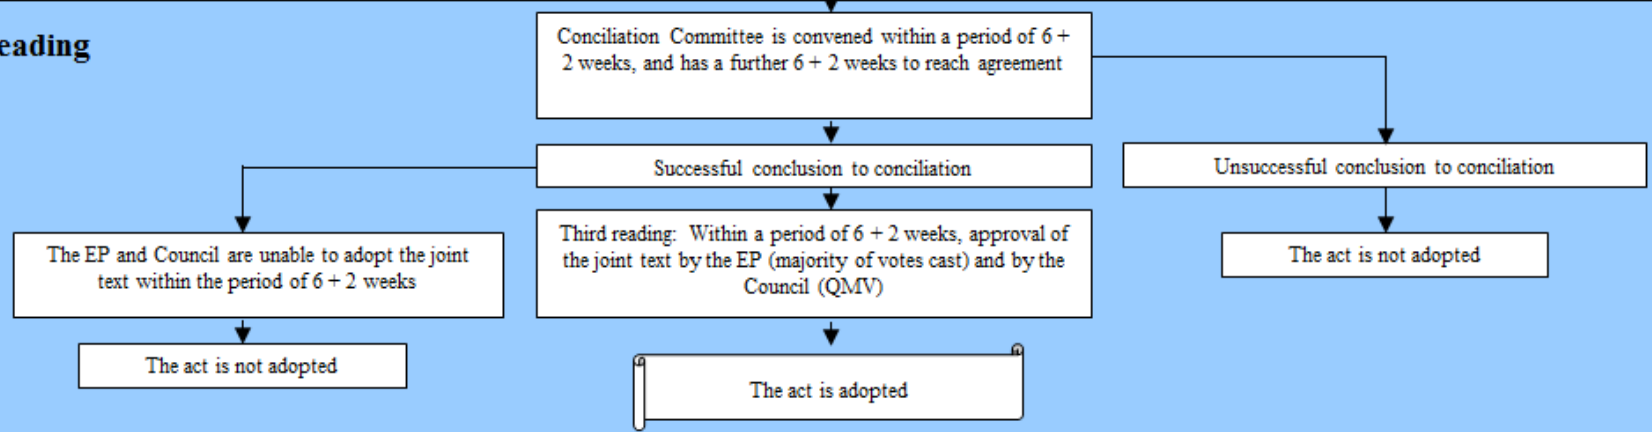 eading
Conciliation Committee is convened within a period of 6 +
2 weeks, and has a further 6 + 2 weeks to reach agreement
Successful conclusion to conciliation
Unsuccessful conclusion to conciliation
The EP and Council are unable to adopt the joint
text within the period of 6 + 2 weeks
Third reading: Within a period of 6 + 2 weeks, approval of
the joint text by the EP (majority of votes cast) and by the
Council (QMV)
The act is not adopted
The act is not adopted
The act is adopted